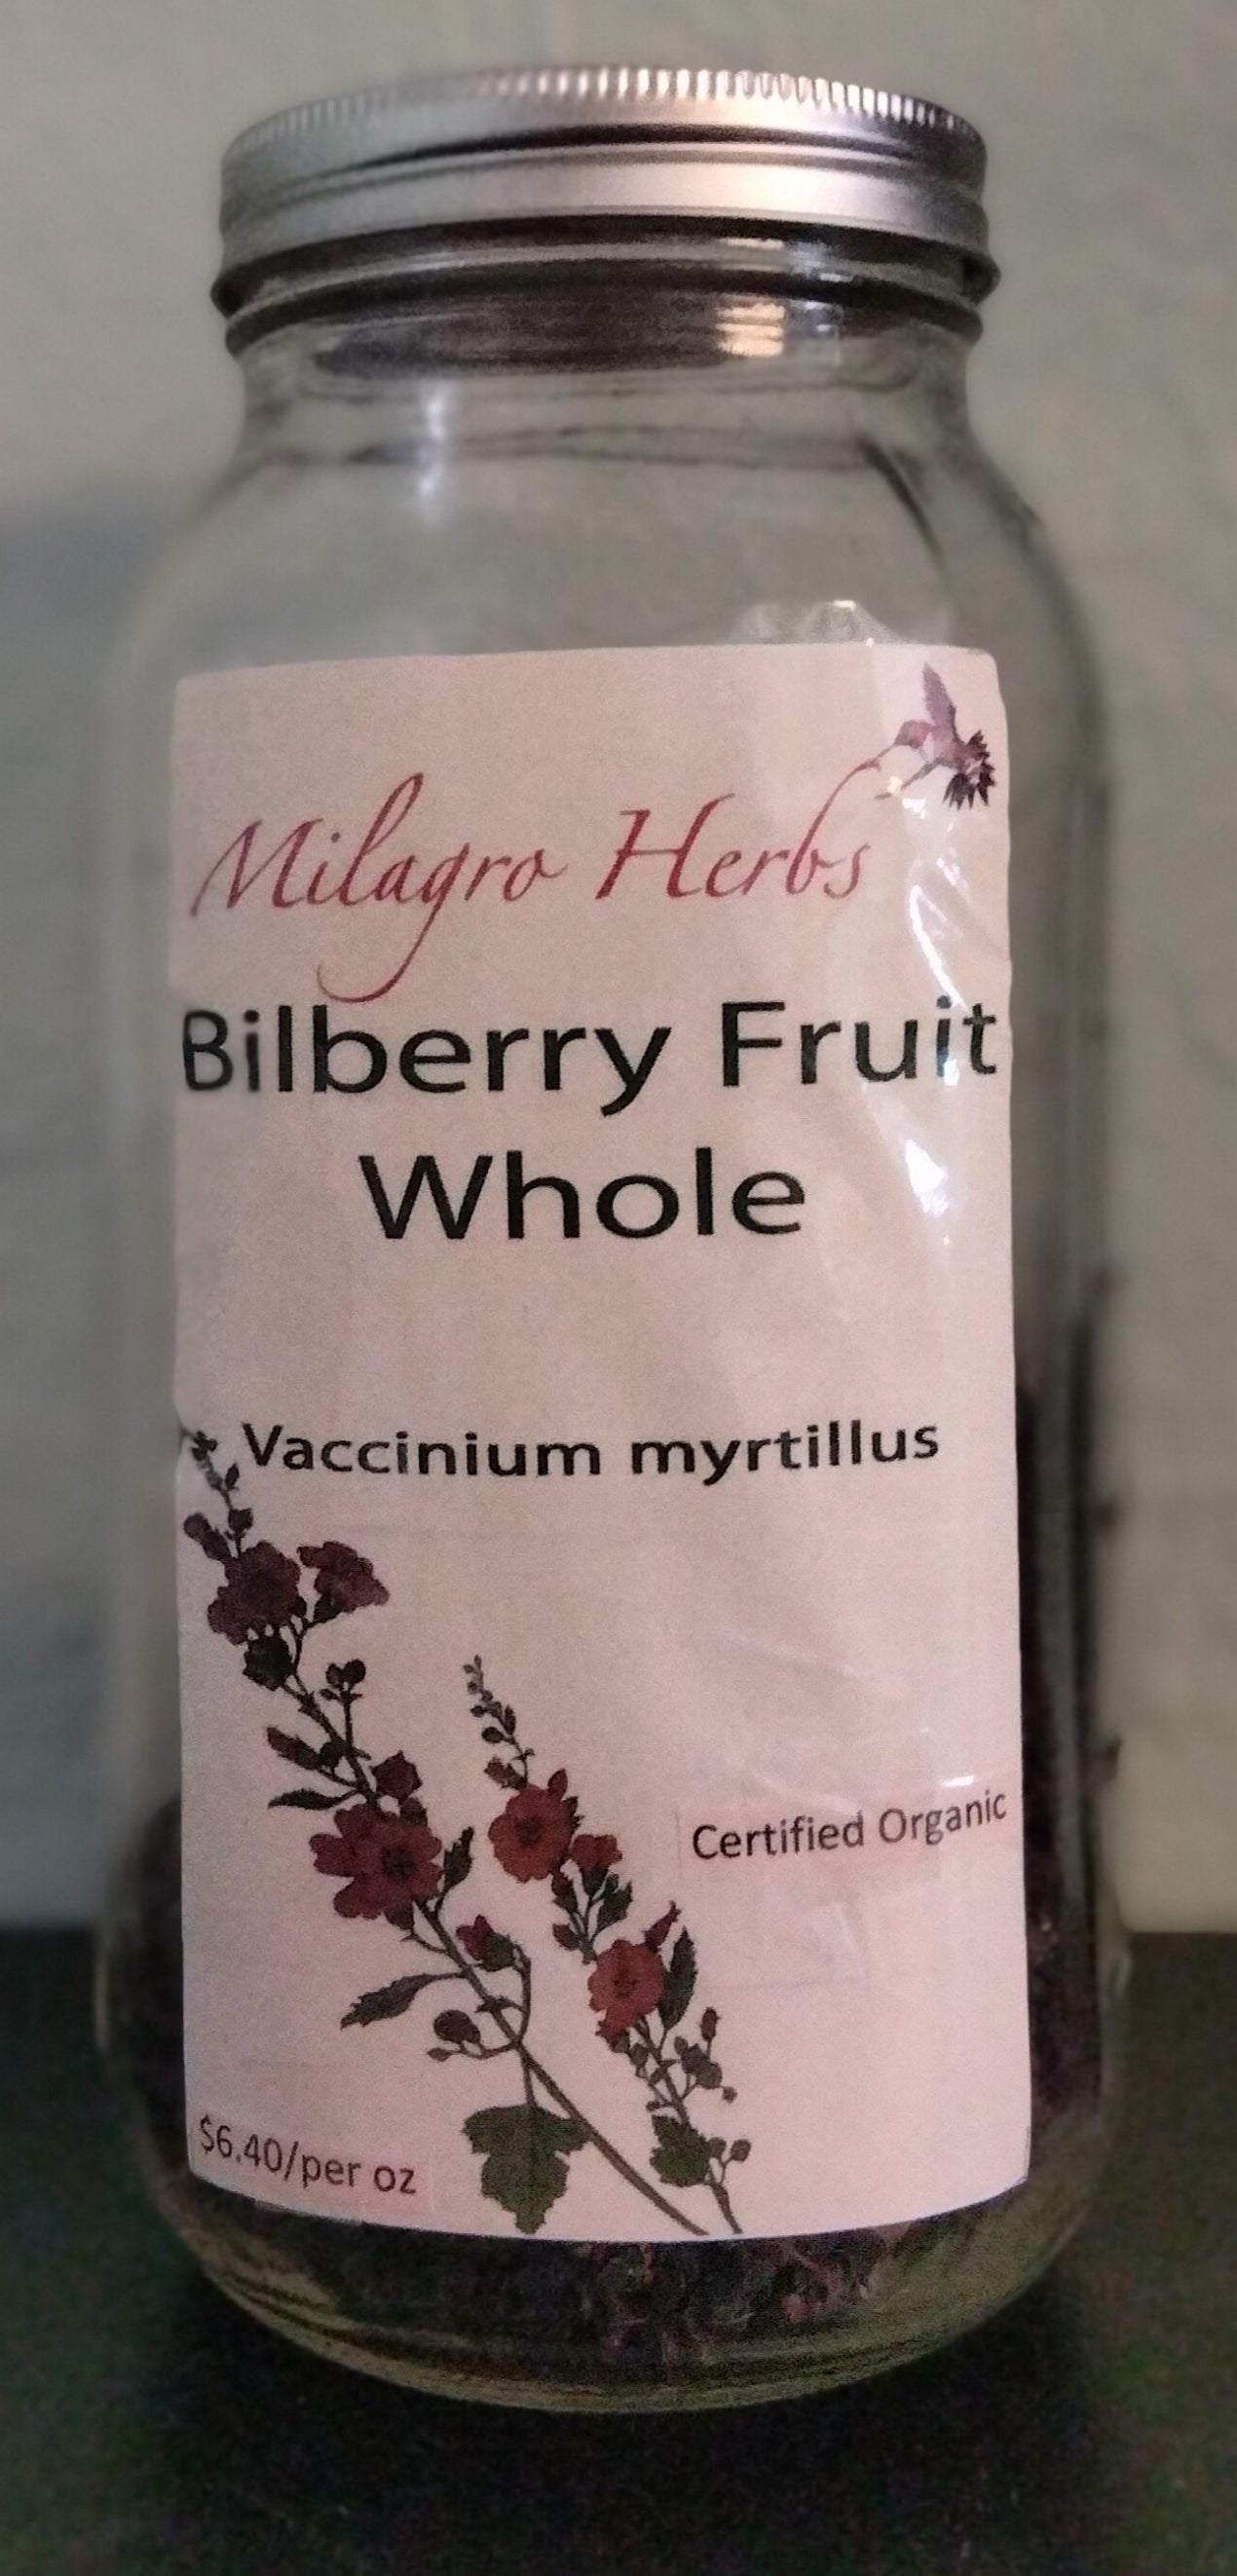 Milagro Herbs
Bilberry Fruit
Whole
Vaccinium myrtillus
Certified Organic
$6.40/per oz